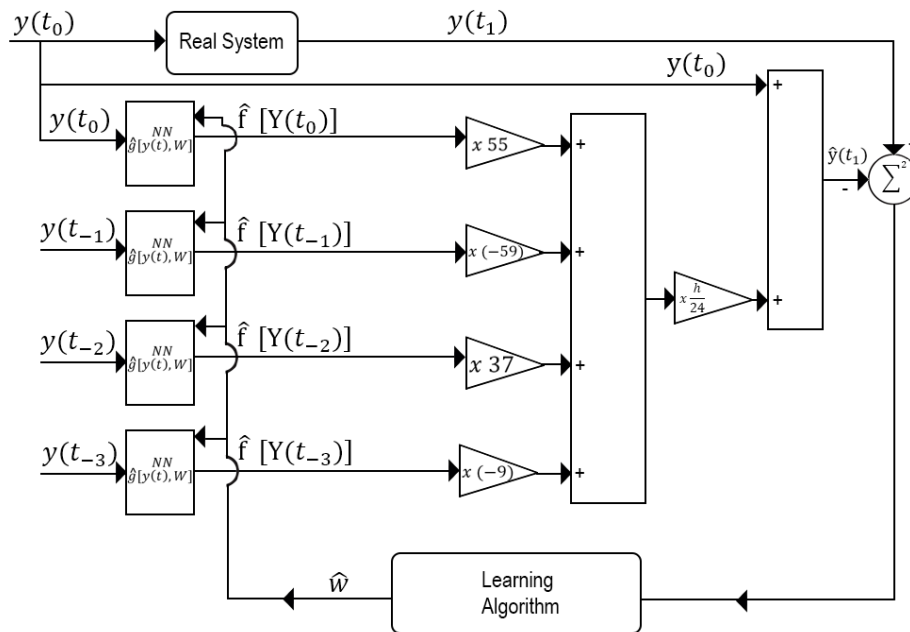 y(t₀)
Real System
y(t₁)
y(t₀)
+
y(t₀)
NN
ĝ[y(t), W]
f̂ [Y(t₀)]
x 55
+
ŷ(t₁)
-
∑ ²
y(t₋₁)
NN
ĝ[y(t), W]
f̂ [Y(t₋₁)]
x (−59)
+
x h/24
+
y(t₋₂)
NN
ĝ[y(t), W]
f̂ [Y(t₋₂)]
x 37
+
y(t₋₃)
NN
ĝ[y(t), W]
f̂ [Y(t₋₃)]
x (−9)
+
ŵ
Learning
Algorithm